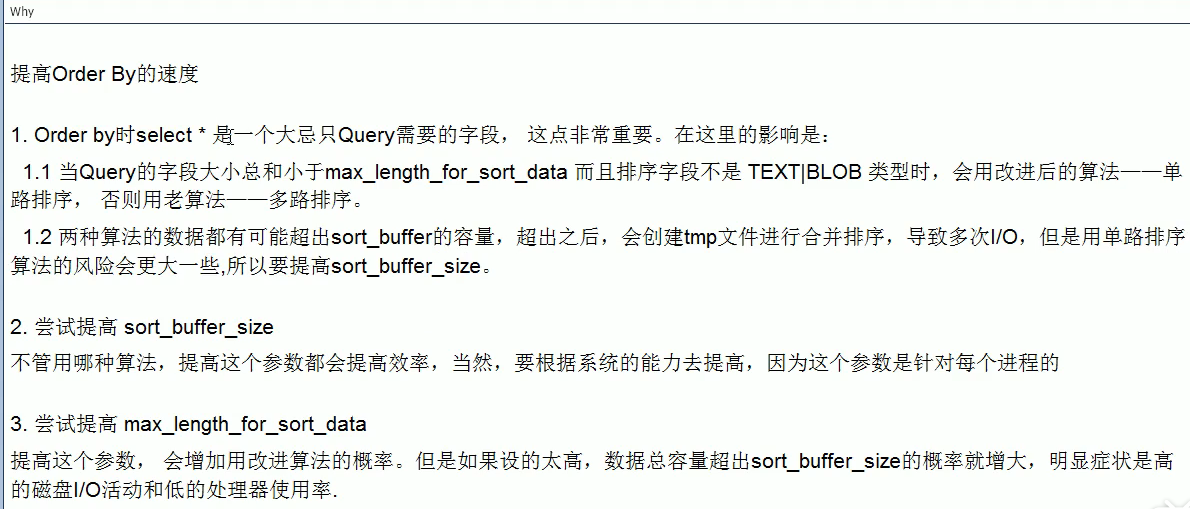 Why
提高Order By的速度
1. Order by时select * 是一个大忌只Query需要的字段， 这点非常重要。在这里的影响是：
1.1 当Query的字段大小总和小于max_length_for_sort_data 而且排序字段不是 TEXT|BLOB 类型时，会用改进后的算法——单
路排序， 否则用老算法——多路排序。
1.2 两种算法的数据都有可能超出sort_buffer的容量，超出之后，会创建tmp文件进行合并排序，导致多次I/O，但是用单路排序
算法的风险会更大一些,所以要提高sort_buffer_size。
2. 尝试提高 sort_buffer_size
不管用哪种算法，提高这个参数都会提高效率，当然，要根据系统的能力去提高，因为这个参数是针对每个进程的
3. 尝试提高 max_length_for_sort_data
提高这个参数， 会增加用改进算法的概率。但是如果设的太高，数据总容量超出sort_buffer_size的概率就增大，明显症状是高
的磁盘I/O活动和低的处理器使用率.